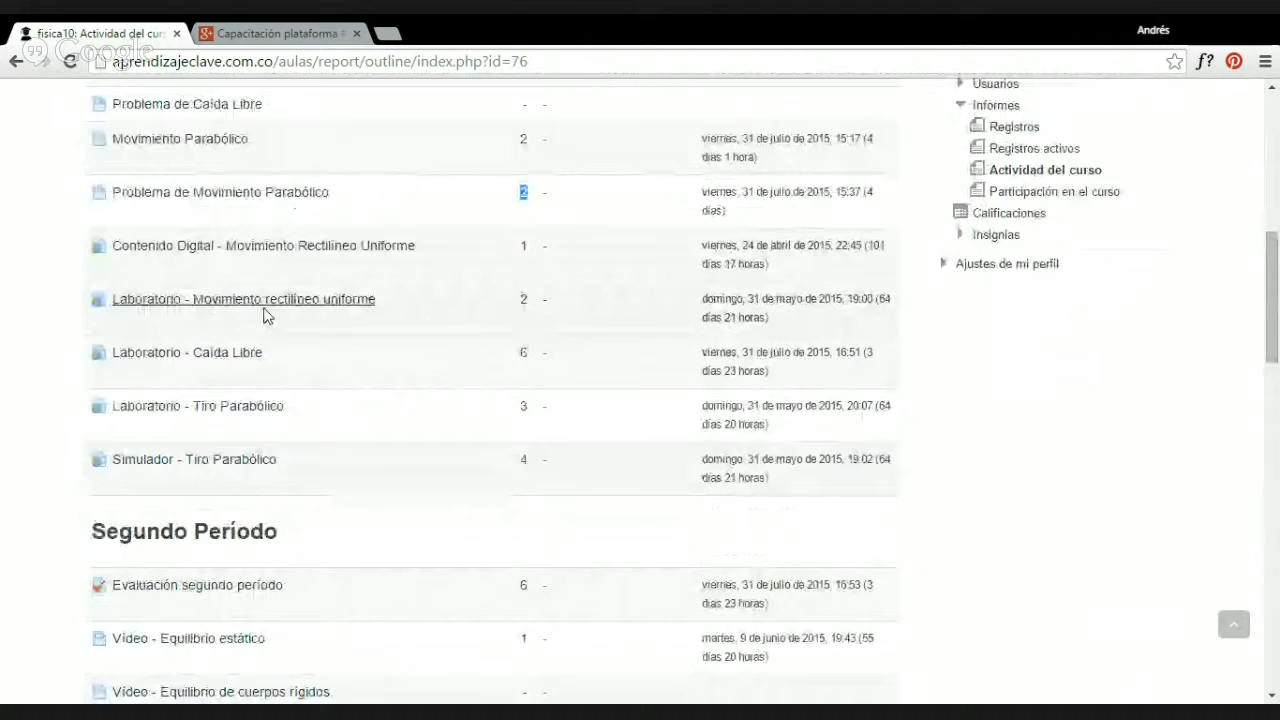 física10: Actividad del cur
Capacitación plataforma
Andrés
Google
aprendizajeclave.com.co/aulas/report/outline/index.php?id=76
f?
Problema de Caída Libre - -
Movimiento Parabólico 2 - viernes, 31 de julio de 2015, 15:17 (4
días 1 hora)
Problema de Movimiento Parabólico 2 - viernes, 31 de julio de 2015, 15:37 (4
días)
Contenido Digital - Movimiento Rectilíneo Uniforme 1 - viernes, 24 de abril de 2015, 22:45 (101
días 17 horas)
Laboratorio - Movimiento rectilíneo uniforme 2 - domingo, 31 de mayo de 2015, 19:00 (64
días 21 horas)
Laboratorio - Caída Libre 6 - viernes, 31 de julio de 2015, 16:51 (3
días 23 horas)
Laboratorio - Tiro Parabólico 3 - domingo, 31 de mayo de 2015, 20:07 (64
días 20 horas)
Simulador - Tiro Parabólico 4 - domingo, 31 de mayo de 2015, 19:02 (64
días 21 horas)
Segundo Período
Evaluación segundo período 6 - viernes, 31 de julio de 2015, 16:53 (3
días 23 horas)
Vídeo - Equilibrio estático 1 - martes, 9 de junio de 2015, 19:43 (55
días 20 horas)
Vídeo - Equilibrio de cuerpos rígidos - -
Usuarios
Informes
Registros
Registros activos
Actividad del curso
Participación en el curso
Calificaciones
Insignias
Ajustes de mi perfil